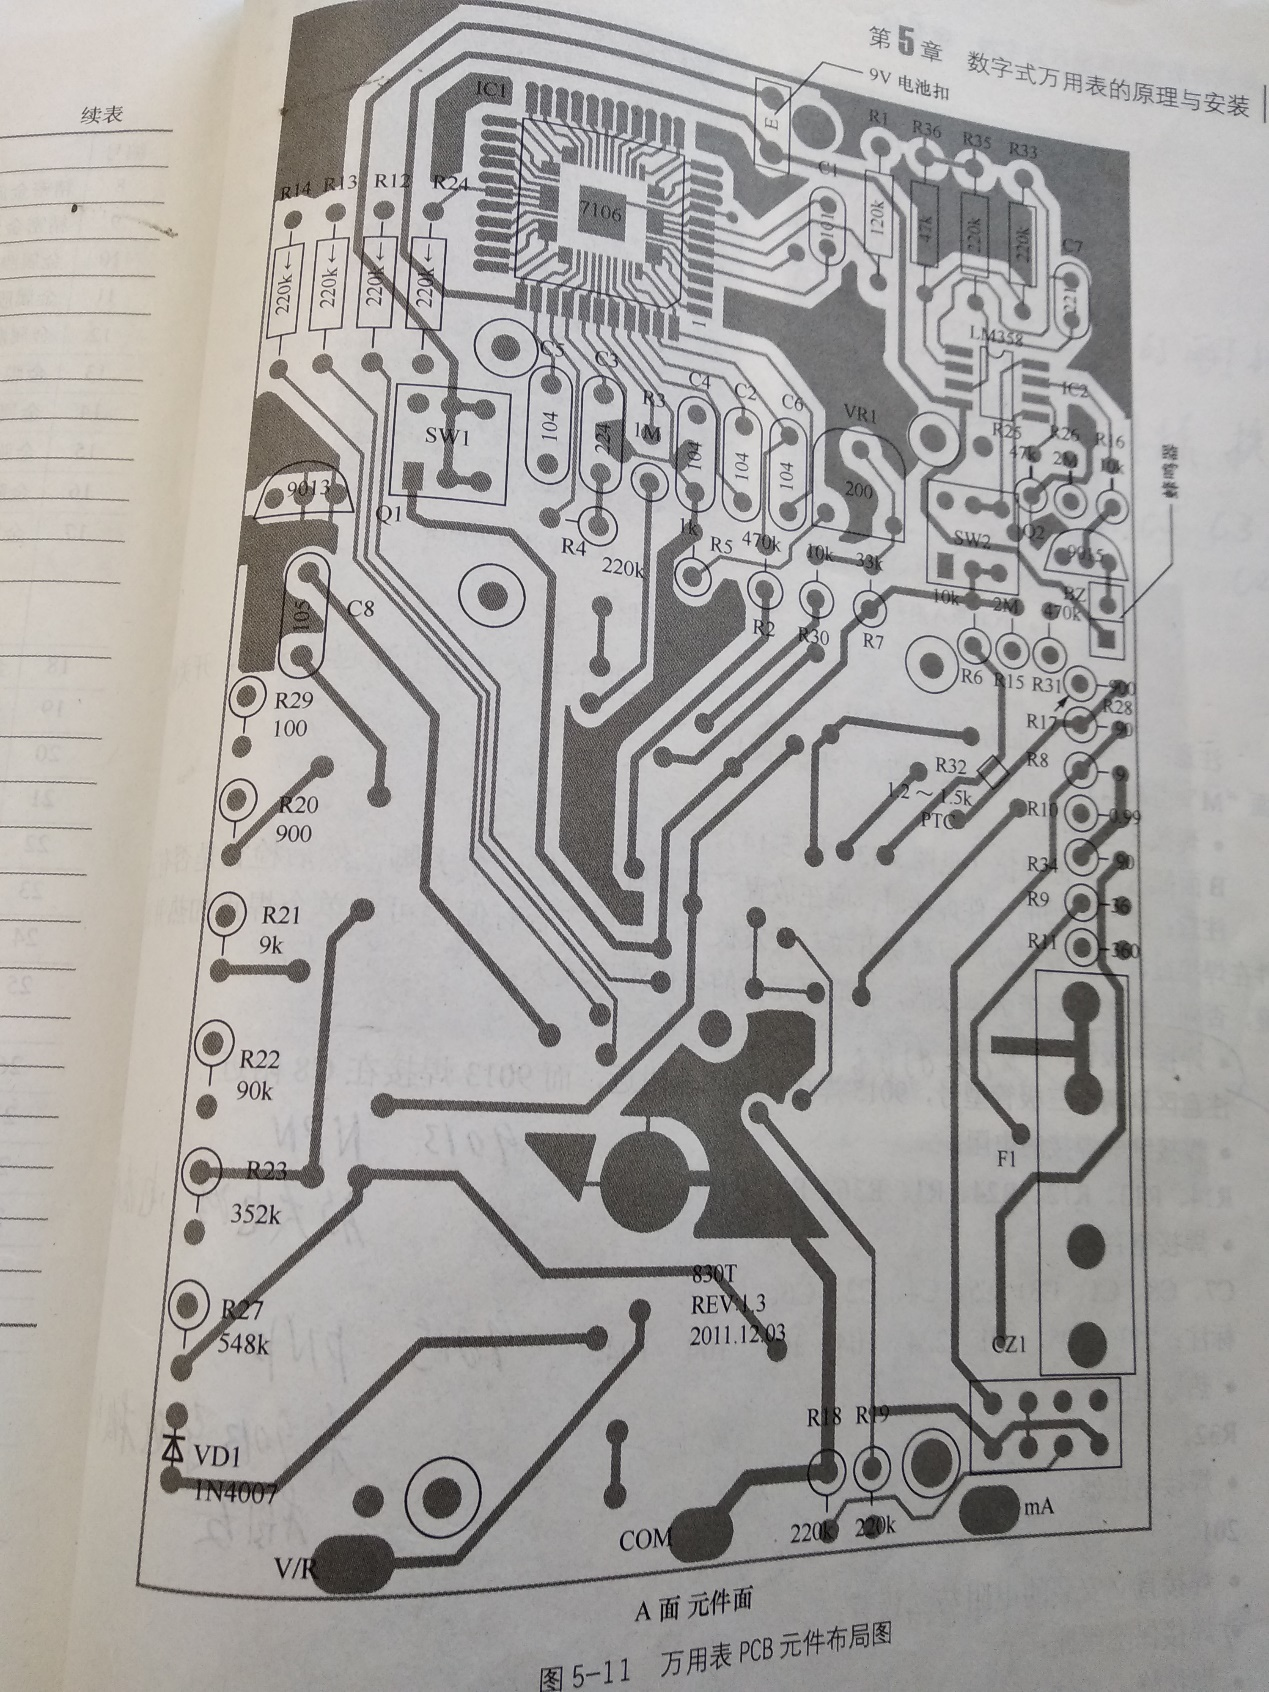 续表
第5章 数字式万用表的原理与安装
9V 电池扣
IC1
E
R1
R36
R35
R33
C1
101
120k
47k
220k
220k
C7
221
R14
R13
R12
R24
220k←
220k←
220k←
220k←
7106
1
LM358
IC2
C5
C3
R3
1M
C4
C2
C6
VR1
200
R25
47k
R26
2M
R16
10k
蜂鸣器
SW1
104
224
104
104
104
9013
Q1
R4
220k
1k
R5
470k
10k
33k
SW2
Q2
9015
BZ
105
C8
R2
R30
R7
10k
2M
470k
R6
R15
R31
R29
100
900
R28
R17
90
R20
900
R32
1.2～1.5k
PTC
R8
9
R10
0.99
R34
90
R21
9k
R9
36
R11
360
R22
90k
F1
R23
352k
830T
REV:1.3
2011.12.03
R27
548k
CZ1
R18
R19
VD1
1N4007
V/R
COM
220k
220k
mA
A 面 元件面
图 5-11 万用表 PCB 元件布局图